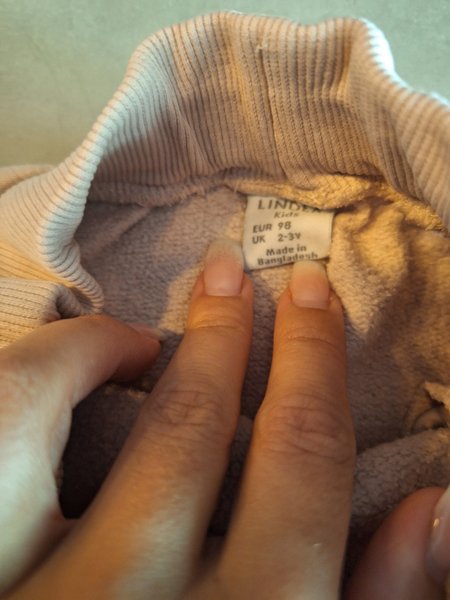 LINDEX
Kids
EUR 98
UK 2-3Y
Made in
Bangladesh